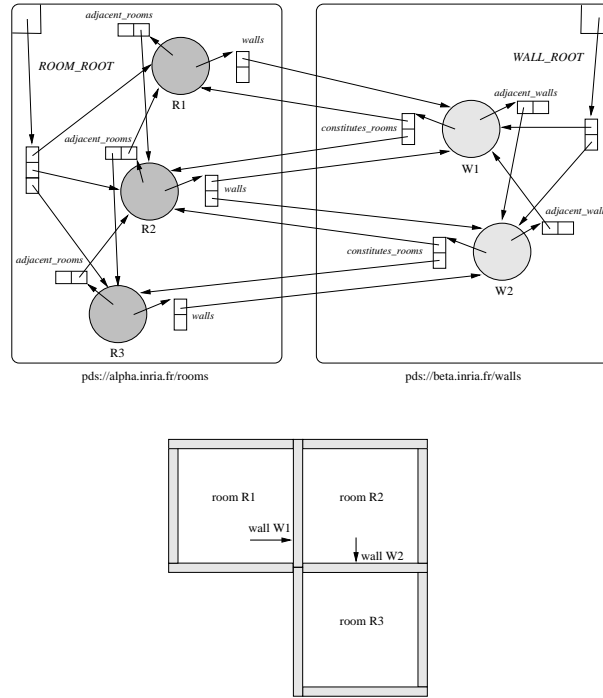 adjacent_rooms
walls
ROOM_ROOT
WALL_ROOT
adjacent_walls
R1
constitutes_rooms
adjacent_rooms
W1
walls
adjacent_wall
R2
constitutes_rooms
adjacent_rooms
W2
walls
R3
pds://alpha.inria.fr/rooms
pds://beta.inria.fr/walls
room R1
room R2
wall W1
wall W2
room R3